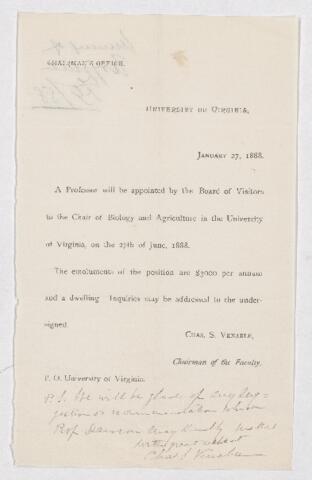 Chairman's Office.
University of Virginia,
January 27, 1888.
A Professor will be appointed by the Board of Visitors
to the Chair of Biology and Agriculture in the University
of Virginia, on the 27th of June, 1888.
The emoluments of the position are $3000 per annum
and a dwelling Inquiries may be addressed to the under-
signed.
Chas. S. Venable,
Chairman of the Faculty.
P. O. University of Virginia.
P.S. We will be glad of any sug=
gestion or recommendation which
Prof Dawson may kindly make
with great respect
Chas S Venable